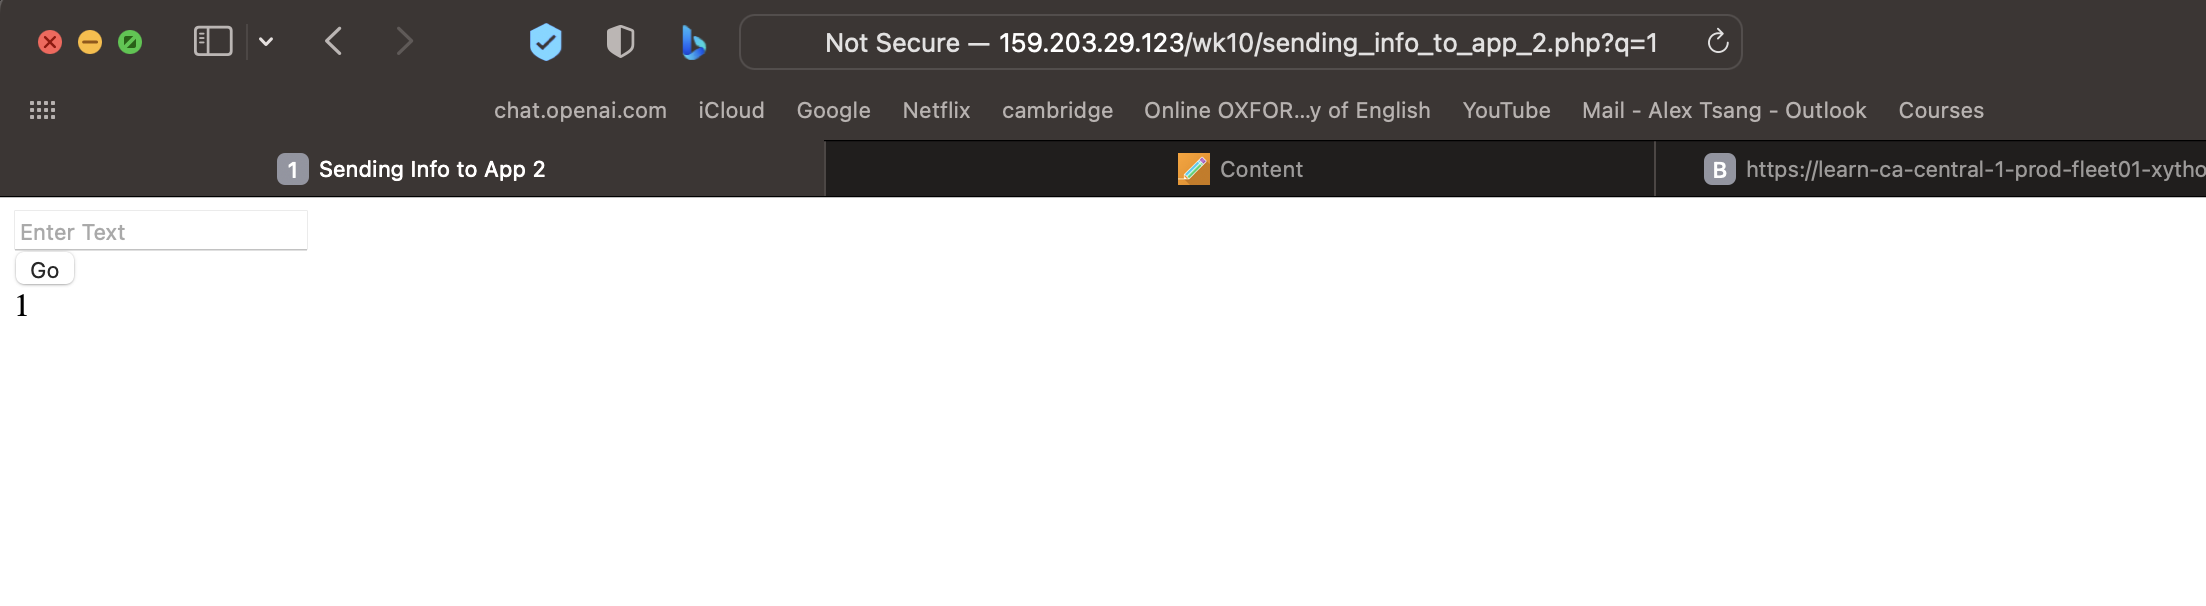 Not Secure — 159.203.29.123/wk10/sending_info_to_app_2.php?q=1
chat.openai.com iCloud Google Netflix cambridge Online OXFOR...y of English YouTube Mail - Alex Tsang - Outlook Courses
1 Sending Info to App 2 Content B https://learn-ca-central-1-prod-fleet01-xytho
Enter Text
Go
1